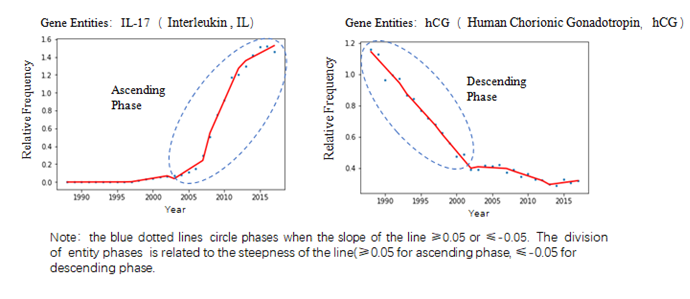 Gene Entities: IL-17 ( Interleukin , IL)
1.6
1.4
1.2
1.0
0.8
0.6
0.4
0.2
0.0
Relative Frequency
Ascending
Phase
1990 1995 2000 2005 2010 2015
Year
Gene Entities: hCG ( Human Chorionic Gonadotropin, hCG)
1.2
1.0
0.8
0.6
0.4
Relative Frequency
Descending
Phase
1990 1995 2000 2005 2010 2015
Year
Note: the blue dotted lines circle phases when the slope of the line ≥0.05 or ≤-0.05. The division
of entity phases is related to the steepness of the line(≥0.05 for ascending phase, ≤-0.05 for
descending phase.